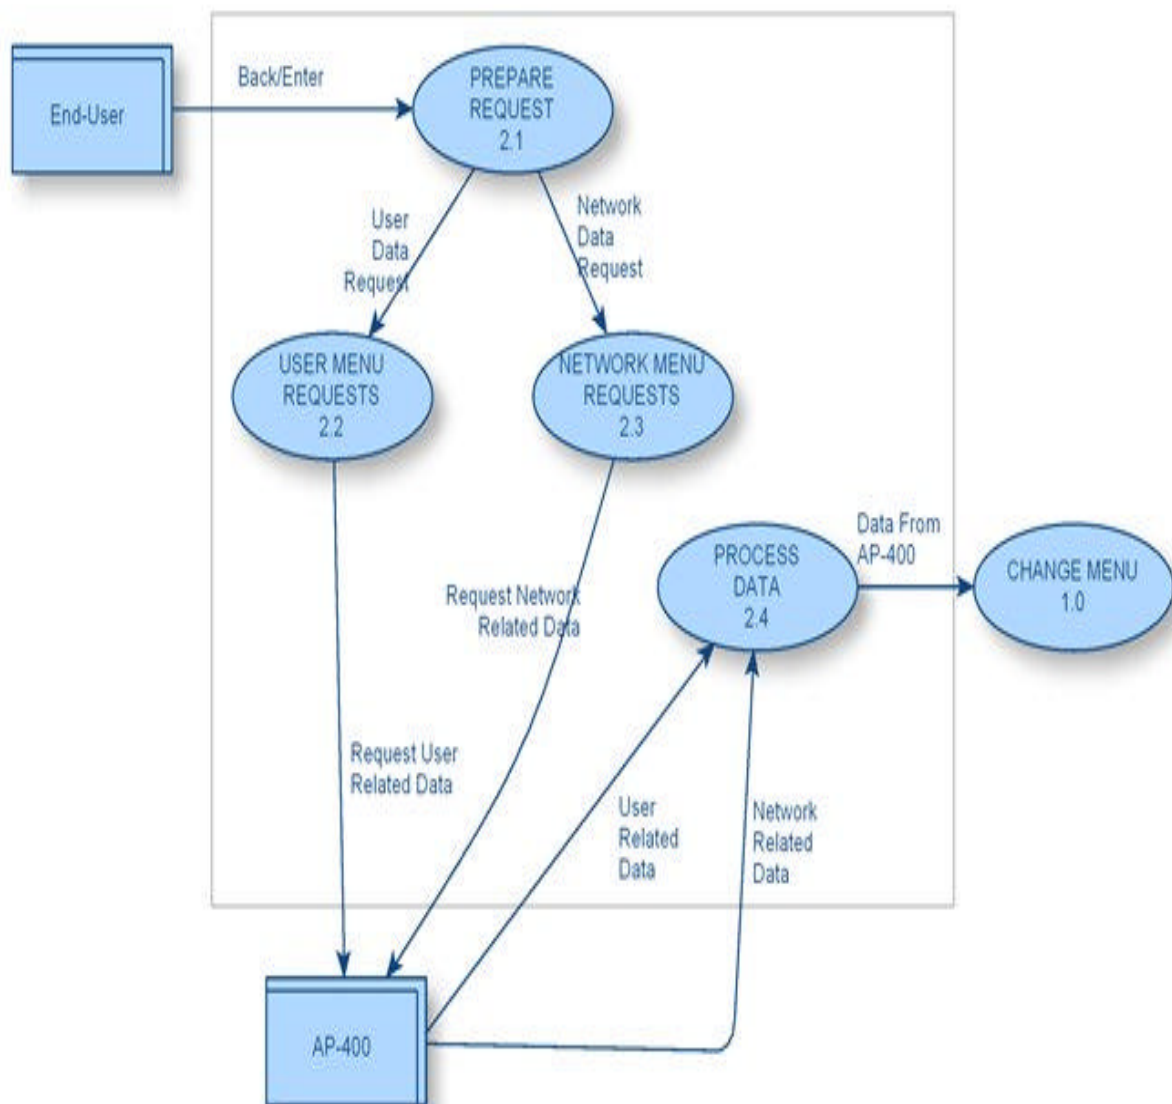 Back/Enter
End-User
PREPARE
REQUEST
2.1
User
Data
Request
Network
Data
Request
USER MENU
REQUESTS
2.2
NETWORK MENU
REQUESTS
2.3
Data From
AP-400
PROCESS
DATA
2.4
CHANGE MENU
1.0
Request Network
Related Data
Request User
Related Data
User
Related
Data
Network
Related
Data
AP-400